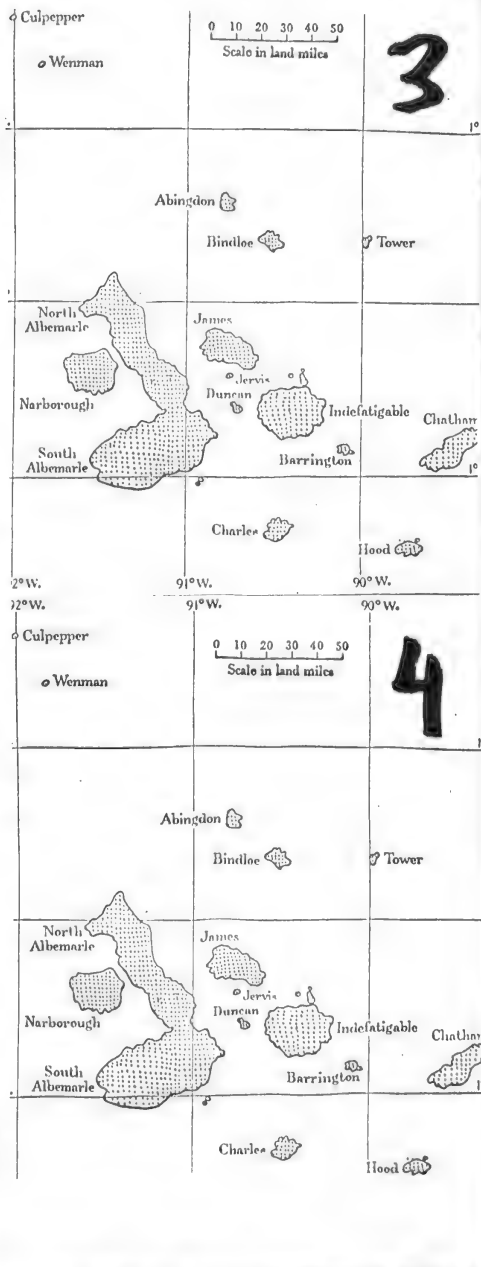 Culpepper
Wenman
0 10 20 30 40 50
Scale in land miles
3
1°
Abingdon
Bindloe
Tower
North
Albemarle
James
Jervis
Narborough
Duncan
Indefatigable
Chatham
South
Albemarle
Barrington
1°
Charles
Hood
2°W.
91°W.
90°W.
92°W.
91°W.
90°W.
Culpepper
Wenman
0 10 20 30 40 50
Scale in land miles
4
Abingdon
Bindloe
Tower
North
Albemarle
James
Jervis
Narborough
Duncan
Indefatigable
Chatham
South
Albemarle
Barrington
Charles
Hood